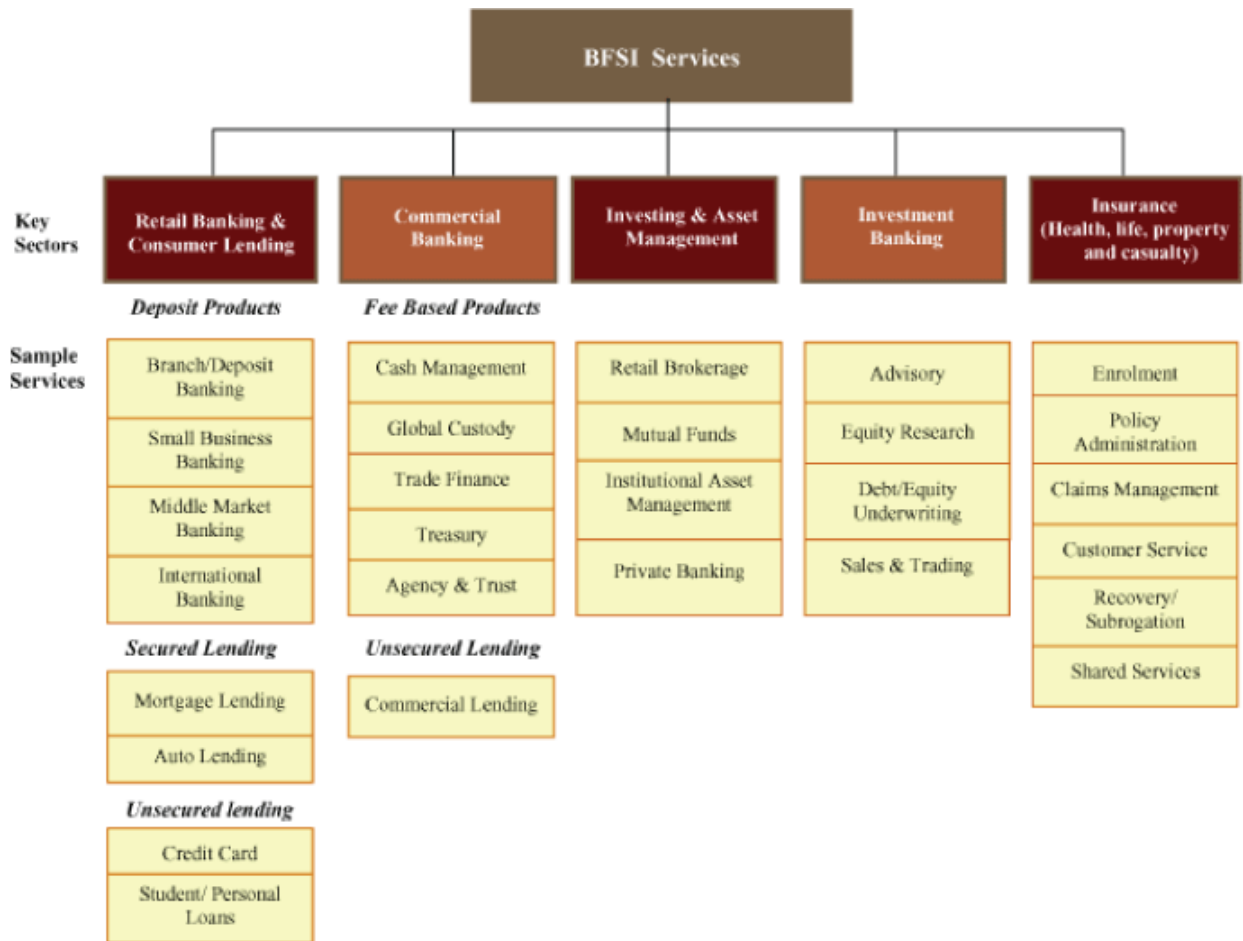 BFSI Services
Key
Sectors
Retail Banking &
Consumer Lending
Commercial
Banking
Investing & Asset
Management
Investment
Banking
Insurance
(Health, life, property
and casualty)
Sample
Services
Deposit Products
Branch/Deposit
Banking
Small Business
Banking
Middle Market
Banking
International
Banking
Secured Lending
Mortgage Lending
Auto Lending
Unsecured lending
Credit Card
Student/ Personal
Loans
Fee Based Products
Cash Management
Global Custody
Trade Finance
Treasury
Agency & Trust
Unsecured Lending
Commercial Lending
Retail Brokerage
Mutual Funds
Institutional Asset
Management
Private Banking
Advisory
Equity Research
Debt/Equity
Underwriting
Sales & Trading
Enrolment
Policy
Administration
Claims Management
Customer Service
Recovery/
Subrogation
Shared Services